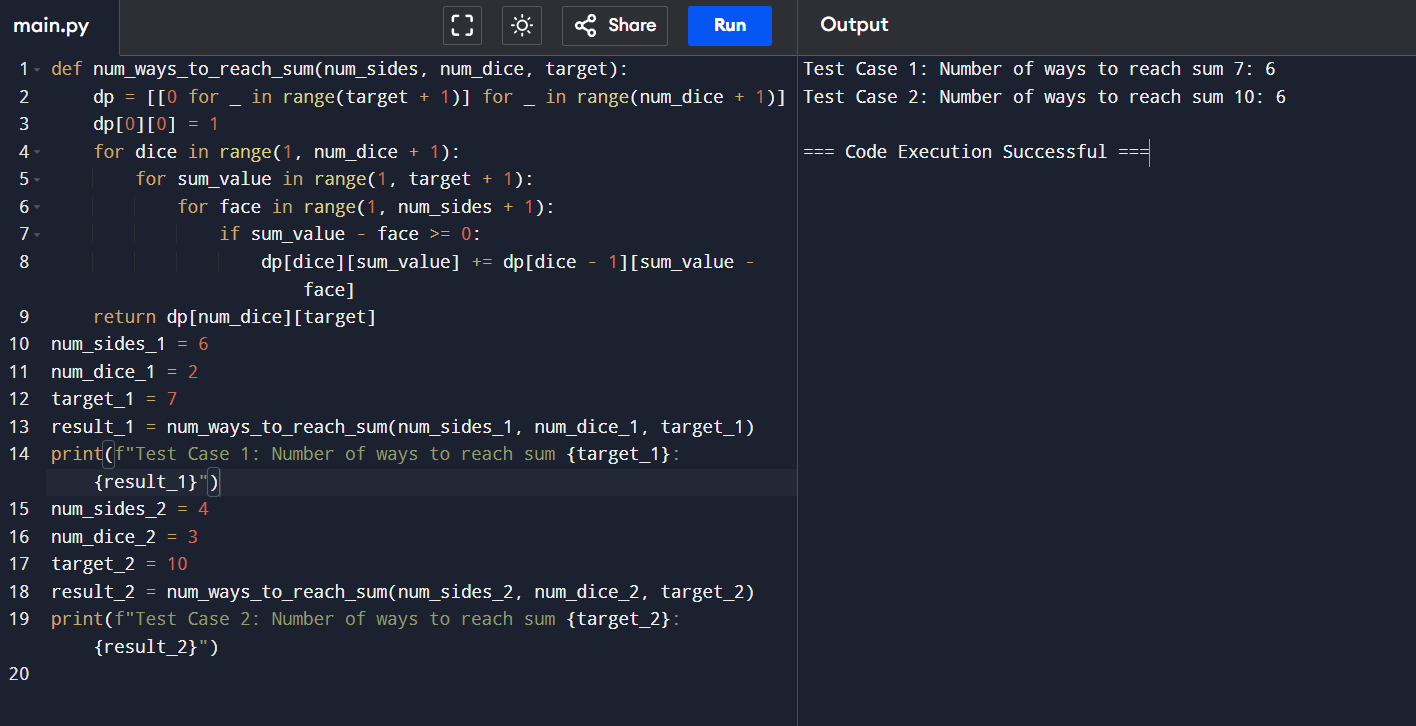 main.py
Share
Run
Output
1 def num_ways_to_reach_sum(num_sides, num_dice, target):
2     dp = [[0 for _ in range(target + 1)] for _ in range(num_dice + 1)]
3     dp[0][0] = 1
4     for dice in range(1, num_dice + 1):
5         for sum_value in range(1, target + 1):
6             for face in range(1, num_sides + 1):
7                 if sum_value - face >= 0:
8                     dp[dice][sum_value] += dp[dice - 1][sum_value -
face]
9     return dp[num_dice][target]
10 num_sides_1 = 6
11 num_dice_1 = 2
12 target_1 = 7
13 result_1 = num_ways_to_reach_sum(num_sides_1, num_dice_1, target_1)
14 print(f"Test Case 1: Number of ways to reach sum {target_1}:
{result_1}")
15 num_sides_2 = 4
16 num_dice_2 = 3
17 target_2 = 10
18 result_2 = num_ways_to_reach_sum(num_sides_2, num_dice_2, target_2)
19 print(f"Test Case 2: Number of ways to reach sum {target_2}:
{result_2}")
20
Test Case 1: Number of ways to reach sum 7: 6
Test Case 2: Number of ways to reach sum 10: 6
=== Code Execution Successful ===